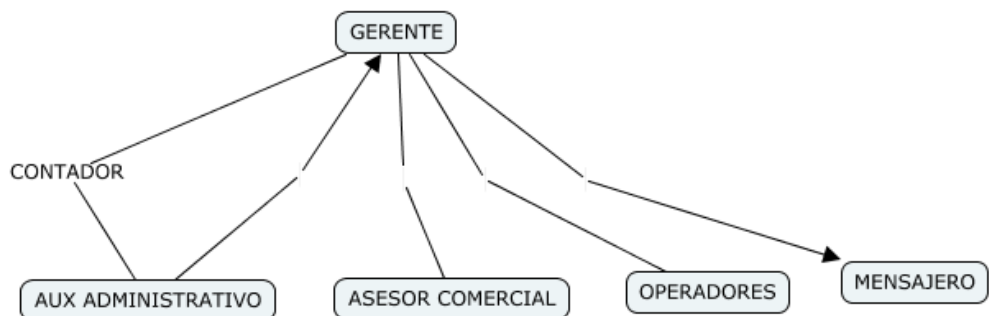 GERENTE
CONTADOR
AUX ADMINISTRATIVO
ASESOR COMERCIAL
OPERADORES
MENSAJERO